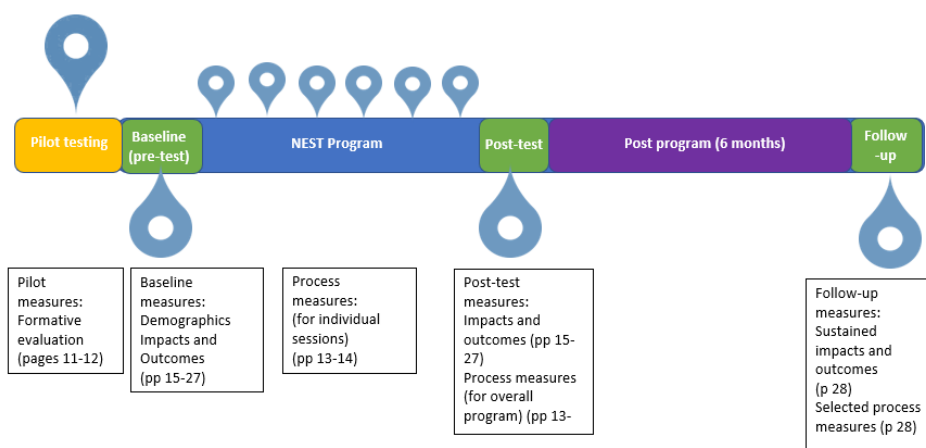 Pilot testing
Baseline
(pre-test)
NEST Program
Post-test
Post program (6 months)
Follow
-up
Pilot
measures:
Formative
evaluation
(pages 11-12)
Baseline
measures:
Demographics
Impacts and
Outcomes
(pp 15-27)
Process
measures:
(for individual
sessions)
(pp 13-14)
Post-test
measures:
Impacts and
outcomes (pp 15-
27)
Process measures
(for overall
program) (pp 13-
Follow-up
measures:
Sustained
impacts and
outcomes
(p 28)
Selected process
measures (p 28)